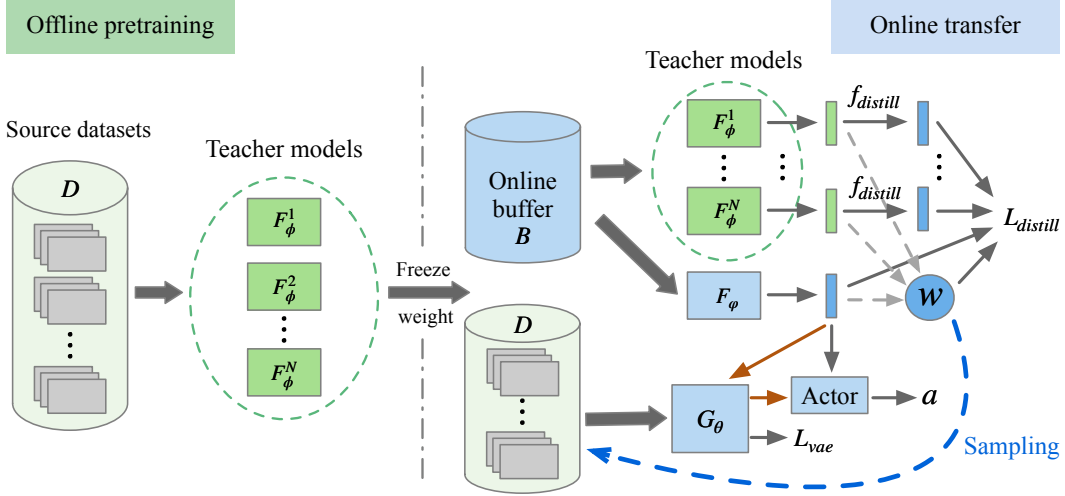 Offline pretraining
Online transfer
Source datasets
D
Teacher models
F_ϕ^1
F_ϕ^2
F_ϕ^N
Freeze
weight
Online
buffer
B
Teacher models
F_ϕ^1
F_ϕ^N
f_distill
f_distill
L_distill
F_φ
w
D
G_θ
Actor
a
L_vae
Sampling